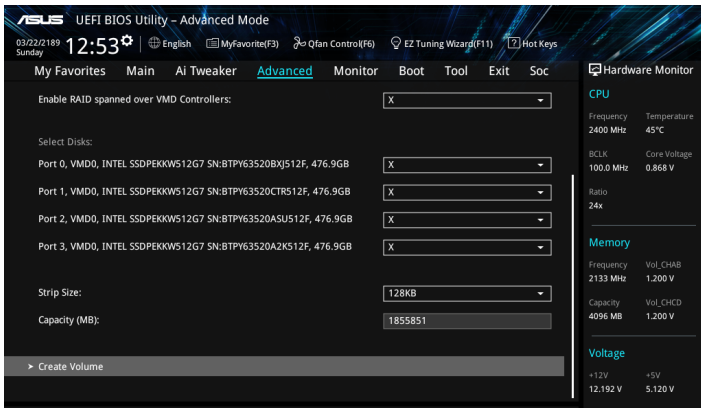 ASUS UEFI BIOS Utility – Advanced Mode
03/22/2189 Sunday 12:53 English MyFavorite(F3) Qfan Control(F6) EZ Tuning Wizard(F11) ? Hot Keys
My Favorites Main Ai Tweaker Advanced Monitor Boot Tool Exit Soc
Enable RAID spanned over VMD Controllers: X
Select Disks:
Port 0, VMD0, INTEL SSDPEKKW512G7 SN:BTPY63520BXJ512F, 476.9GB X
Port 1, VMD0, INTEL SSDPEKKW512G7 SN:BTPY63520CTR512F, 476.9GB X
Port 2, VMD0, INTEL SSDPEKKW512G7 SN:BTPY63520ASU512F, 476.9GB X
Port 3, VMD0, INTEL SSDPEKKW512G7 SN:BTPY63520A2K512F, 476.9GB X
Strip Size: 128KB
Capacity (MB): 1855851
Create Volume
Hardware Monitor
CPU
Frequency Temperature
2400 MHz 45°C
BCLK Core Voltage
100.0 MHz 0.868 V
Ratio
24x
Memory
Frequency Vol_CHAB
2133 MHz 1.200 V
Capacity Vol_CHCD
4096 MB 1.200 V
Voltage
+12V +5V
12.192 V 5.120 V